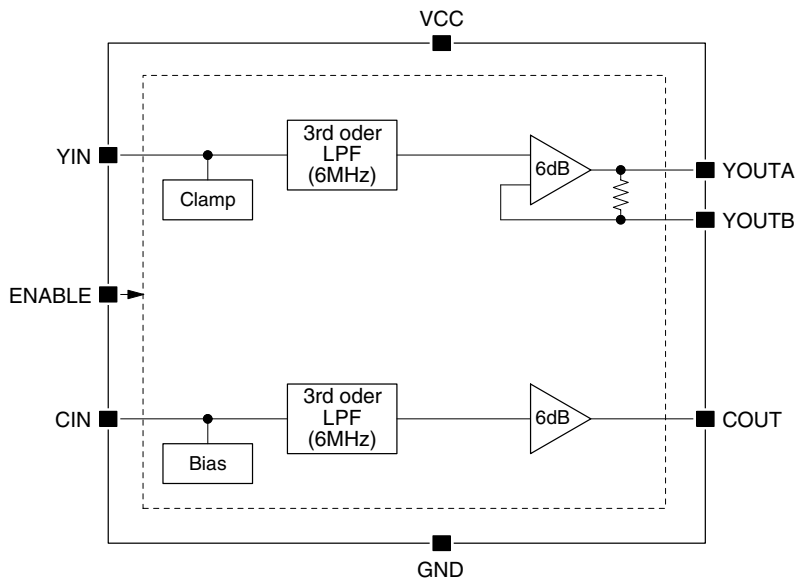 VCC
YIN
3rd oder
LPF
(6MHz)
6dB
Clamp
YOUTA
YOUTB
ENABLE
CIN
3rd oder
LPF
(6MHz)
6dB
Bias
COUT
GND